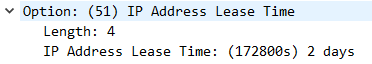 Option: (51) IP Address Lease Time
Length: 4
IP Address Lease Time: (172800s) 2 days